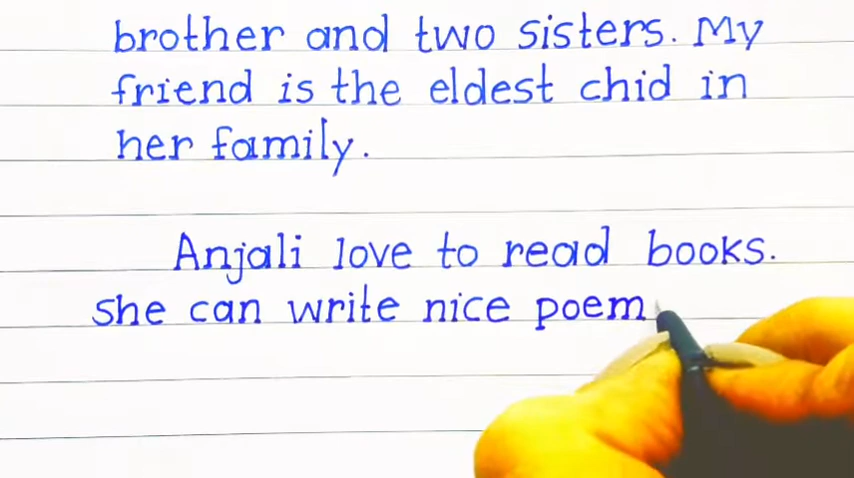 brother and two sisters. My
friend is the eldest chid in
her family.
Anjali love to read books.
she can write nice poem